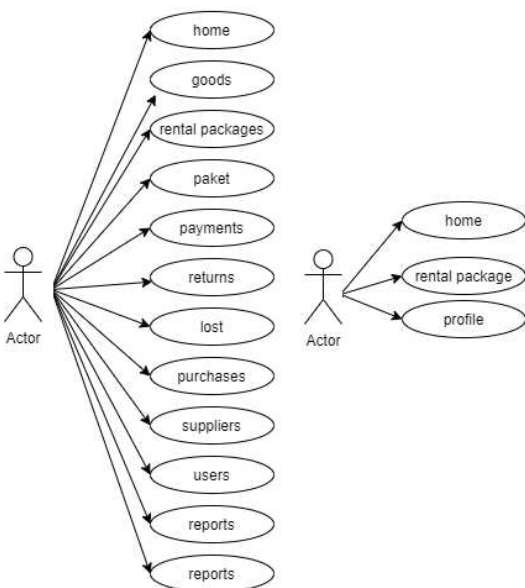 home
goods
rental packages
paket
payments
returns
lost
purchases
suppliers
users
reports
reports
Actor
home
rental package
profile
Actor